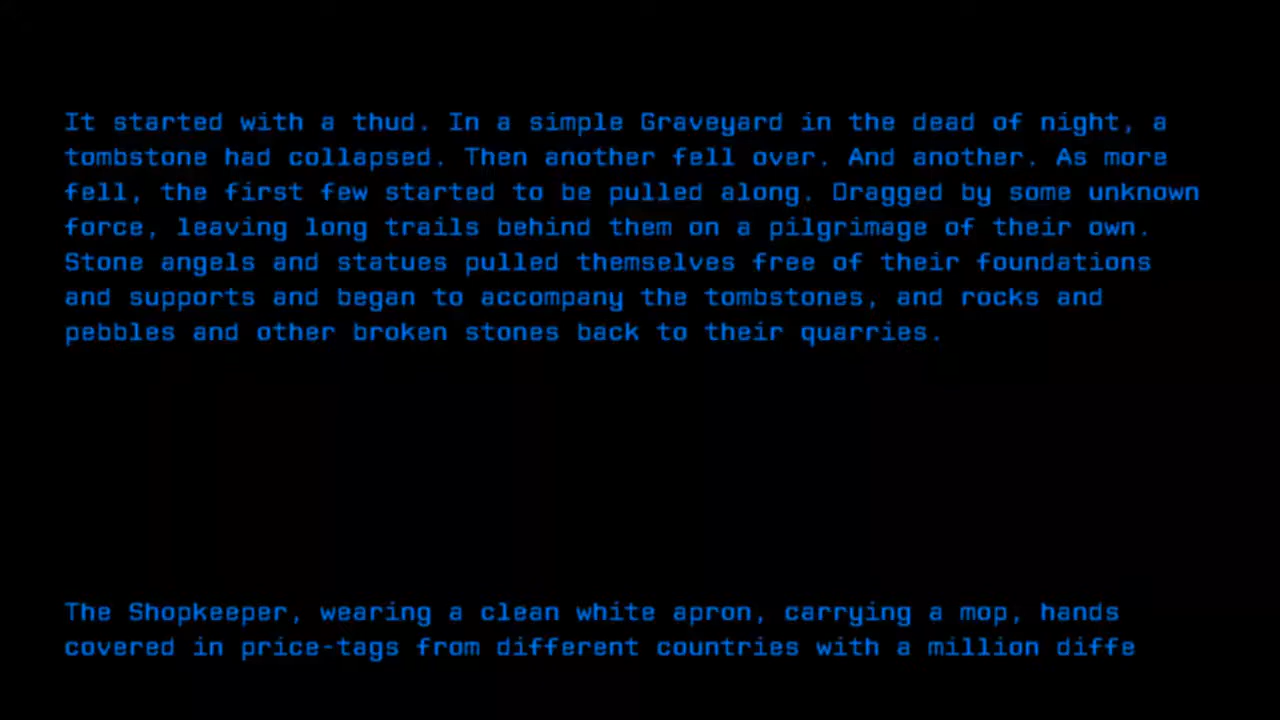 It started with a thud. In a simple Graveyard in the dead of night, a
tombstone had collapsed. Then another fell over. And another. As more
fell, the first few started to be pulled along. Dragged by some unknown
force, leaving long trails behind them on a pilgrimage of their own.
Stone angels and statues pulled themselves free of their foundations
and supports and began to accompany the tombstones, and rocks and
pebbles and other broken stones back to their quarries.
The Shopkeeper, wearing a clean white apron, carrying a mop, hands
covered in price-tags from different countries with a million diffe